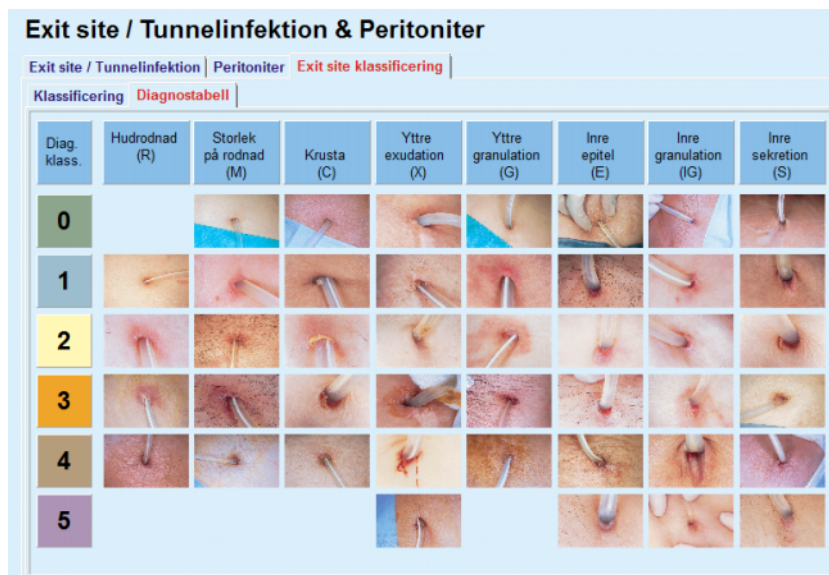 Exit site / Tunnelinfektion & Peritoniter
Exit site / Tunnelinfektion Peritoniter Exit site klassificering
Klassificering Diagnostabell
Diag.
klass.
Hudrodnad
(R)
Storlek
på rodnad
(M)
Krusta
(C)
Yttre
exudation
(X)
Yttre
granulation
(G)
Inre
epitel
(E)
Inre
granulation
(IG)
Inre
sekretion
(S)
0
1
2
3
4
5